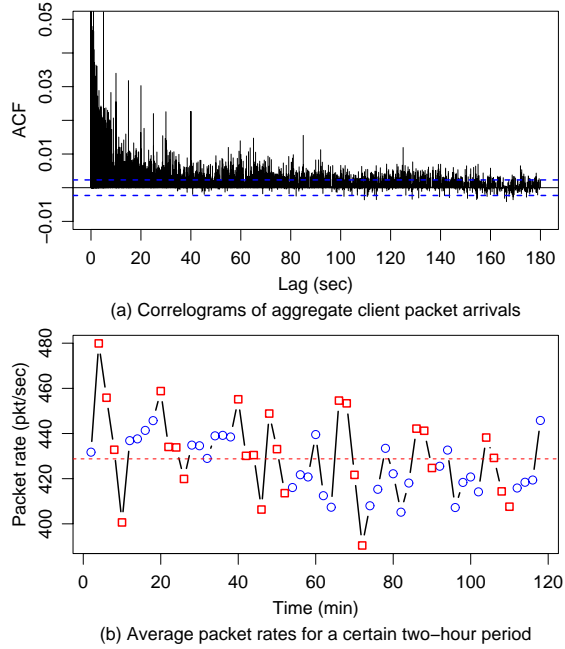 0.05
0.03
0.01
−0.01
ACF
0 20 40 60 80 100 120 140 160 180
Lag (sec)
(a) Correlograms of aggregate client packet arrivals
480
460
440
420
400
Packet rate (pkt/sec)
0 20 40 60 80 100 120
Time (min)
(b) Average packet rates for a certain two−hour period